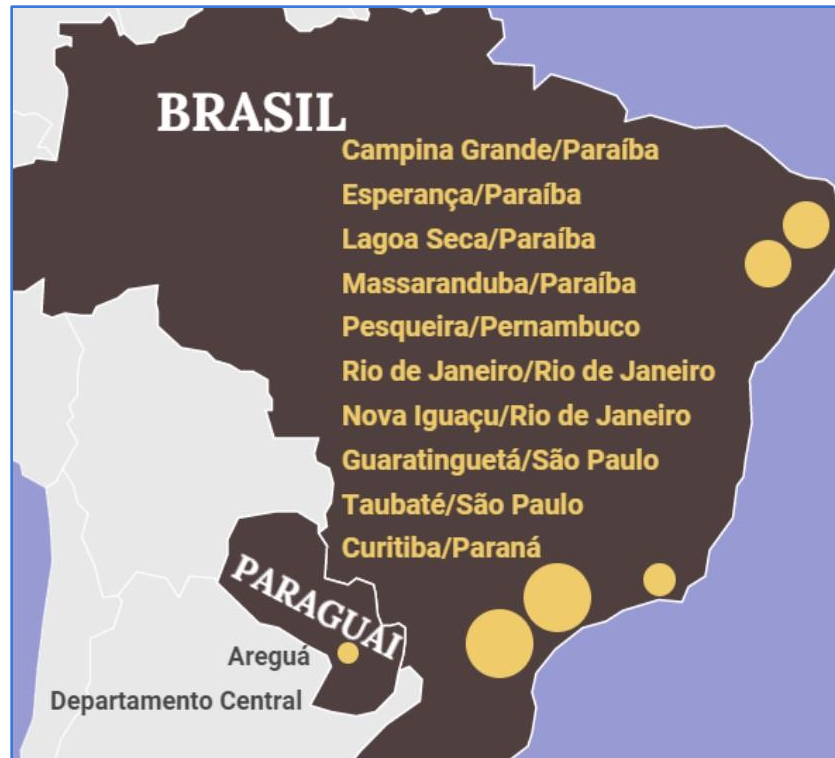 BRASIL
Campina Grande/Paraíba
Esperança/Paraíba
Lagoa Seca/Paraíba
Massaranduba/Paraíba
Pesqueira/Pernambuco
Rio de Janeiro/Rio de Janeiro
Nova Iguaçu/Rio de Janeiro
Guaratinguetá/São Paulo
Taubaté/São Paulo
Curitiba/Paraná
PARAGUAI
Areguá
Departamento Central